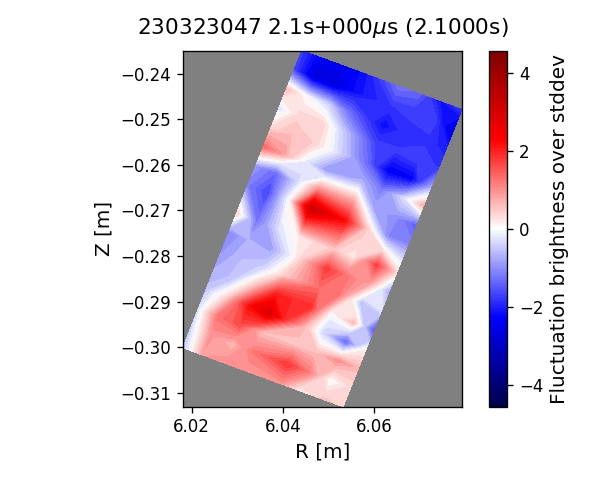 230323047 2.1s+000μs (2.1000s)
−0.24
−0.25
−0.26
−0.27
−0.28
−0.29
−0.30
−0.31
Z [m]
6.02 6.04 6.06
R [m]
4
2
0
−2
−4
Fluctuation brightness over stddev